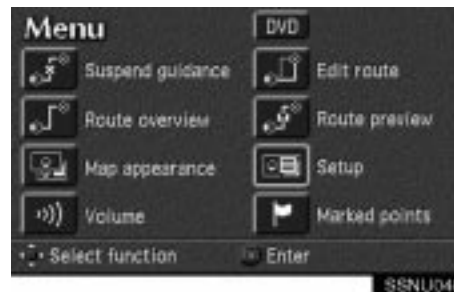 Menu DVD
Suspend guidance Edit route
Route overview Route preview
Map appearance Setup
Volume Marked points
Select function Enter
SSNU04